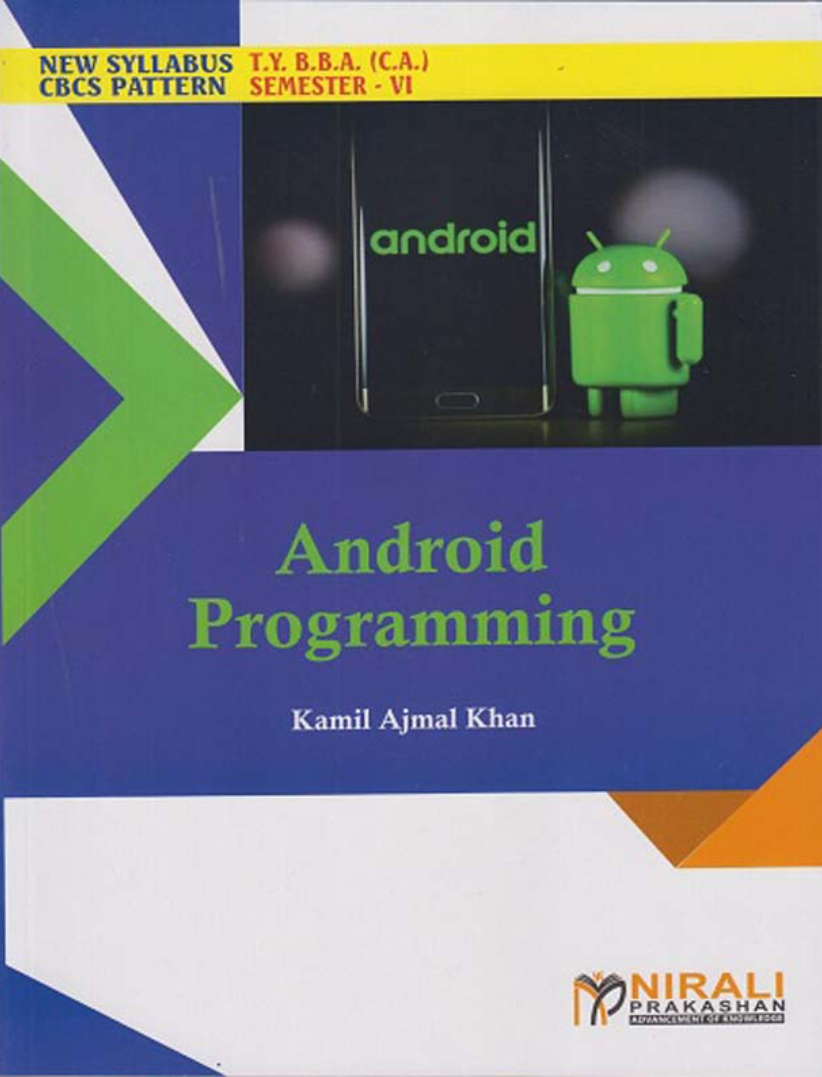 NEW SYLLABUS T.Y. B.B.A. (C.A.)
CBCS PATTERN SEMESTER - VI
android
Android
Programming
Kamil Ajmal Khan
NIRALI
PRAKASHAN
ADVANCEMENT OF KNOWLEDGE